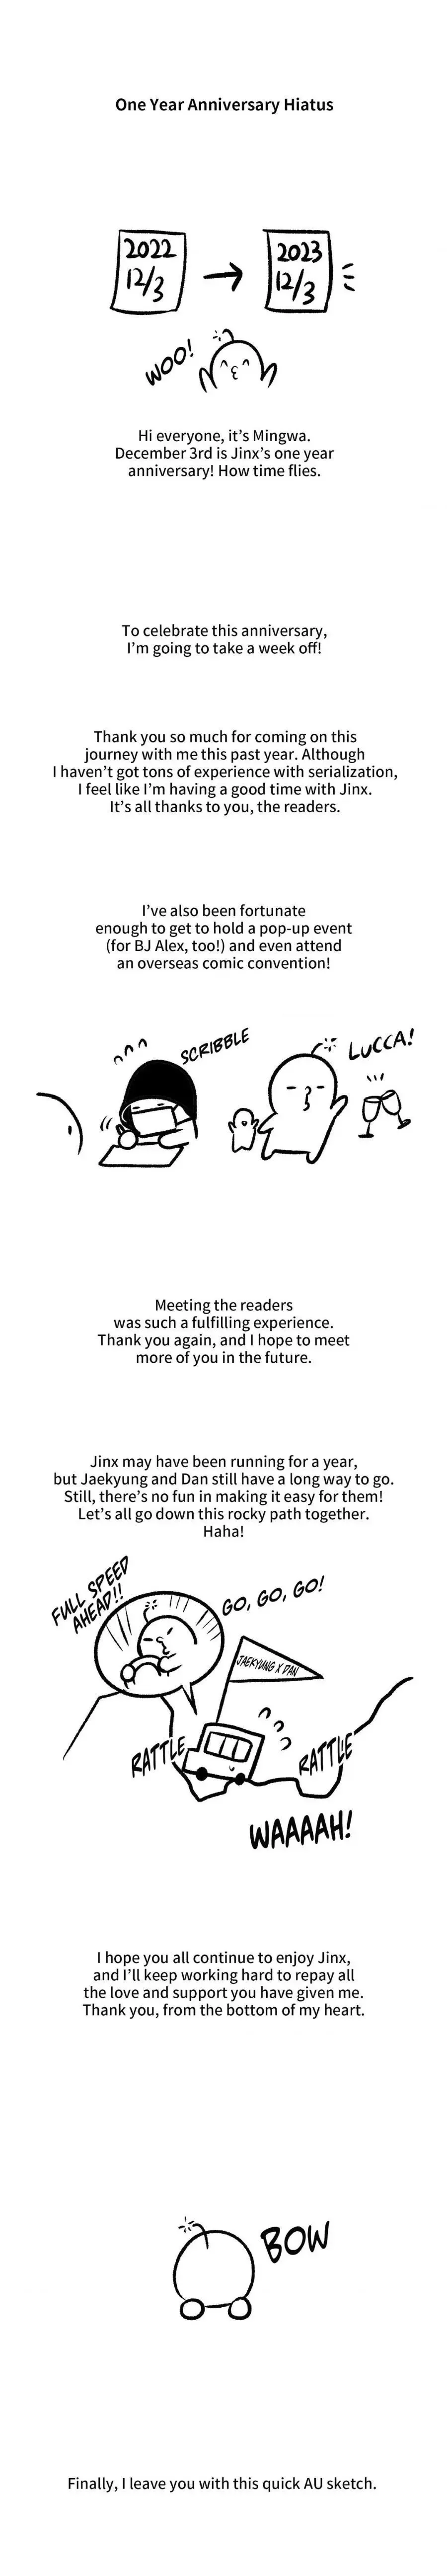 One Year Anniversary Hiatus
2022
12/3
2023
12/3
WOO!
Hi everyone, it's Mingwa.
December 3rd is Jinx's one year
anniversary! How time flies.
To celebrate this anniversary,
I'm going to take a week off!
Thank you so much for coming on this
journey with me this past year. Although
I haven't got tons of experience with serialization,
I feel like I'm having a good time with Jinx.
It's all thanks to you, the readers.
I've also been fortunate
enough to get to hold a pop-up event
(for BJ Alex, too!) and even attend
an overseas comic convention!
SCRIBBLE
LUCCA!
Meeting the readers
was such a fulfilling experience.
Thank you again, and I hope to meet
more of you in the future.
Jinx may have been running for a year,
but Jaekyung and Dan still have a long way to go.
Still, there's no fun in making it easy for them!
Let's all go down this rocky path together.
Haha!
FULL SPEED
AHEAD!!
GO, GO, GO!
JAEKYUNG X DAN
RATTLE
RATTLE
WAAAAH!
I hope you all continue to enjoy Jinx,
and I'll keep working hard to repay all
the love and support you have given me.
Thank you, from the bottom of my heart.
BOW
Finally, I leave you with this quick AU sketch.